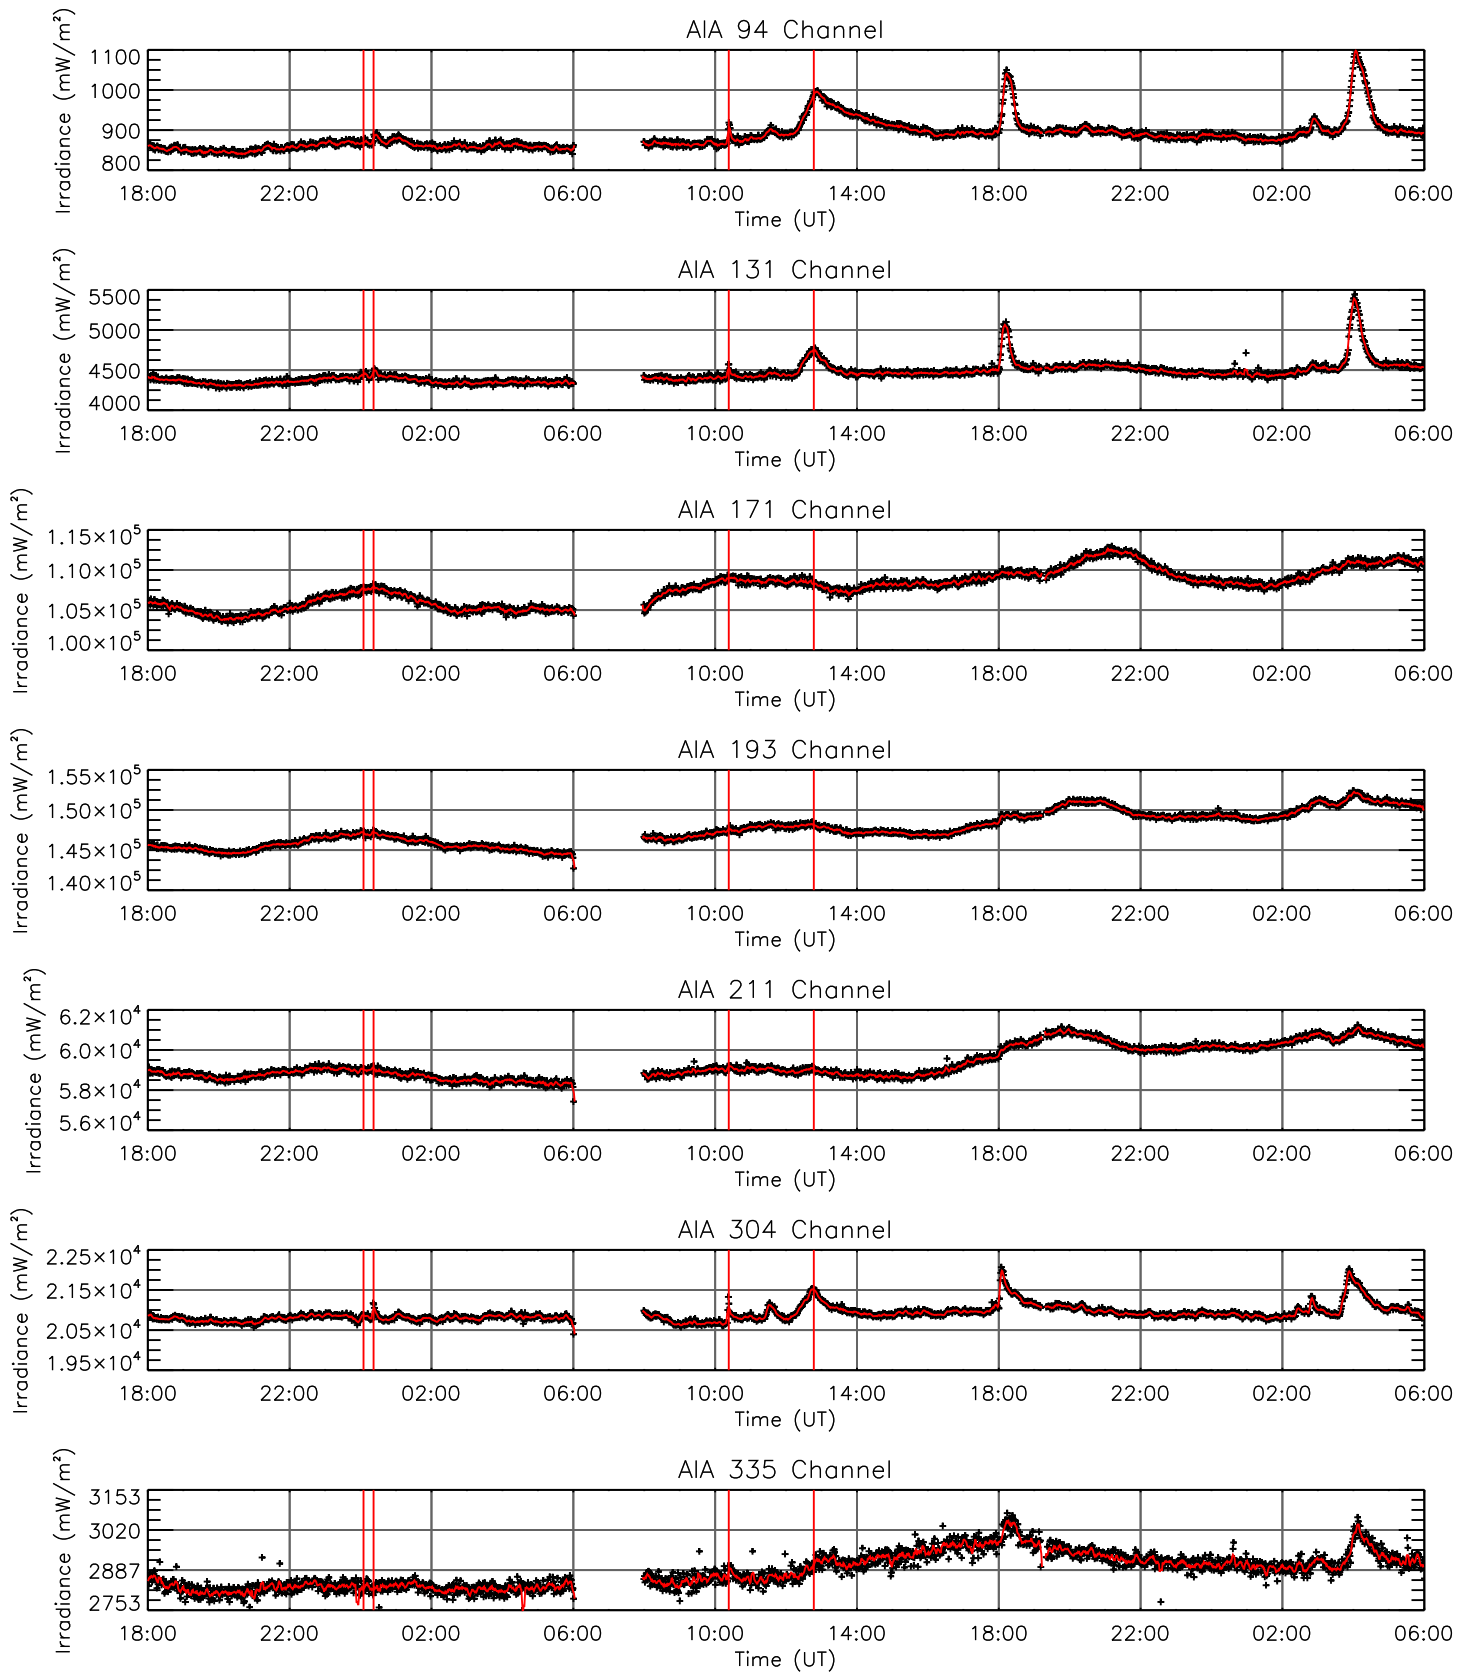 AIA 94 Channel
Irradiance (mW/m²)
1100
1000
900
800
18:00 22:00 02:00 06:00 10:00 14:00 18:00 22:00 02:00 06:00
Time (UT)
AIA 131 Channel
Irradiance (mW/m²)
5500
5000
4500
4000
18:00 22:00 02:00 06:00 10:00 14:00 18:00 22:00 02:00 06:00
Time (UT)
AIA 171 Channel
Irradiance (mW/m²)
1.15×10⁵
1.10×10⁵
1.05×10⁵
1.00×10⁵
18:00 22:00 02:00 06:00 10:00 14:00 18:00 22:00 02:00 06:00
Time (UT)
AIA 193 Channel
Irradiance (mW/m²)
1.55×10⁵
1.50×10⁵
1.45×10⁵
1.40×10⁵
18:00 22:00 02:00 06:00 10:00 14:00 18:00 22:00 02:00 06:00
Time (UT)
AIA 211 Channel
Irradiance (mW/m²)
6.2×10⁴
6.0×10⁴
5.8×10⁴
5.6×10⁴
18:00 22:00 02:00 06:00 10:00 14:00 18:00 22:00 02:00 06:00
Time (UT)
AIA 304 Channel
Irradiance (mW/m²)
2.25×10⁴
2.15×10⁴
2.05×10⁴
1.95×10⁴
18:00 22:00 02:00 06:00 10:00 14:00 18:00 22:00 02:00 06:00
Time (UT)
AIA 335 Channel
Irradiance (mW/m²)
3153
3020
2887
2753
18:00 22:00 02:00 06:00 10:00 14:00 18:00 22:00 02:00 06:00
Time (UT)